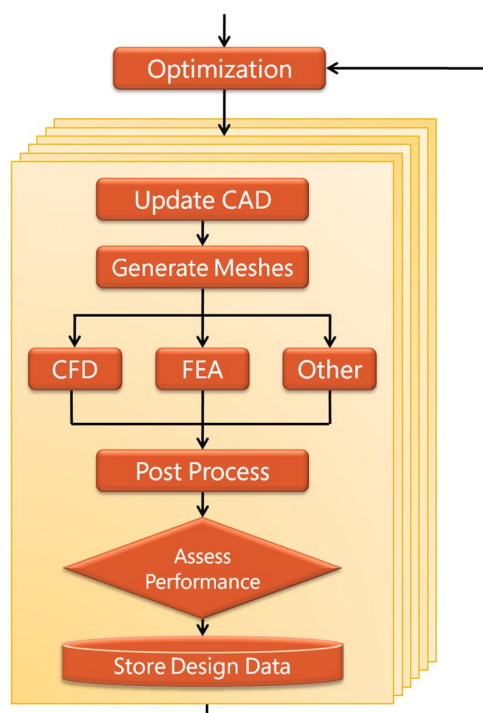 Optimization
Update CAD
Generate Meshes
CFD
FEA
Other
Post Process
Assess
Performance
Store Design Data